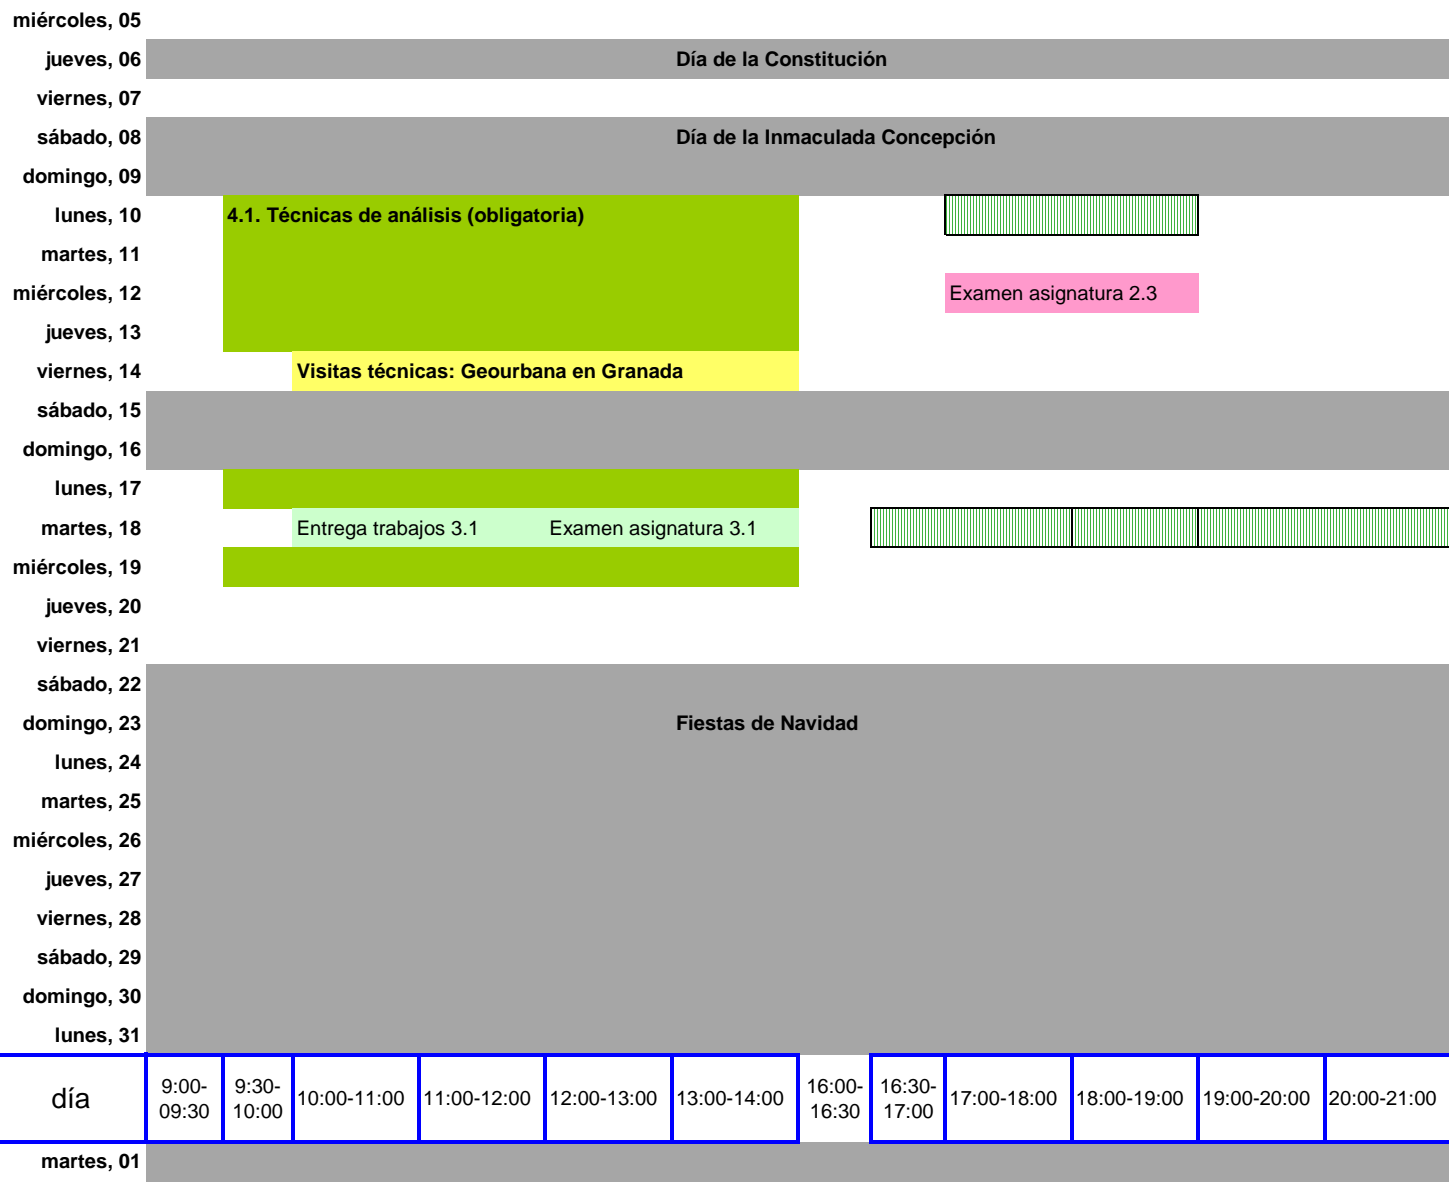 miércoles, 05
jueves, 06 Día de la Constitución
viernes, 07
sábado, 08 Día de la Inmaculada Concepción
domingo, 09
lunes, 10 4.1. Técnicas de análisis (obligatoria)
martes, 11
miércoles, 12 Examen asignatura 2.3
jueves, 13
viernes, 14 Visitas técnicas: Geourbana en Granada
sábado, 15
domingo, 16
lunes, 17
martes, 18 Entrega trabajos 3.1 Examen asignatura 3.1
miércoles, 19
jueves, 20
viernes, 21
sábado, 22
domingo, 23 Fiestas de Navidad
lunes, 24
martes, 25
miércoles, 26
jueves, 27
viernes, 28
sábado, 29
domingo, 30
lunes, 31
día 9:00-09:30 9:30-10:00 10:00-11:00 11:00-12:00 12:00-13:00 13:00-14:00 16:00-16:30 16:30-17:00 17:00-18:00 18:00-19:00 19:00-20:00 20:00-21:00
martes, 01